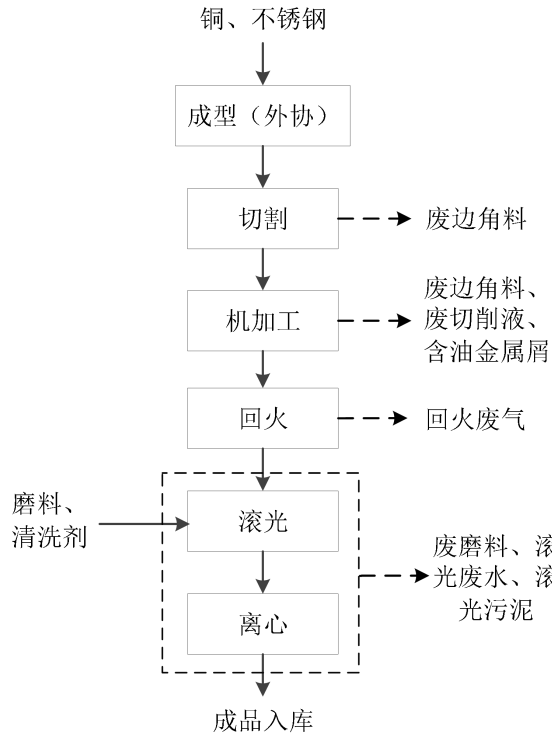 铜、不锈钢
成型（外协）
切割
废边角料
机加工
废边角料、
废切削液、
含油金属屑
回火
回火废气
磨料、
清洗剂
滚光
离心
废磨料、滚
光废水、滚
光污泥
成品入库